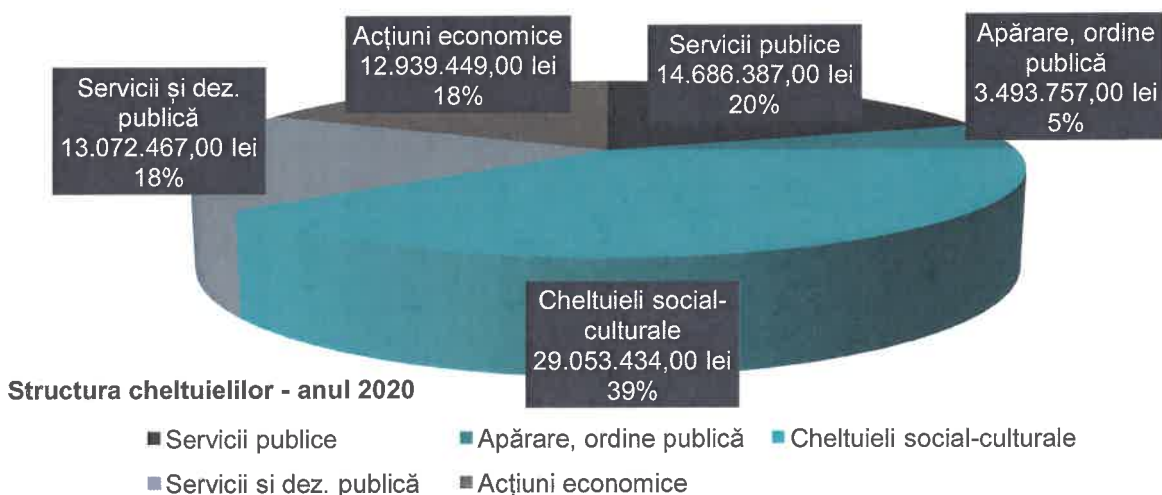 Acțiuni economice
12.939.449,00 lei
18%
Servicii publice
14.686.387,00 lei
20%
Apărare, ordine
publică
3.493.757,00 lei
5%
Servicii și dez.
publică
13.072.467,00 lei
18%
Cheltuieli social-
culturale
29.053.434,00 lei
39%
Structura cheltuielilor - anul 2020
Servicii publice
Apărare, ordine publică
Cheltuieli social-culturale
Servicii si dez. publică
Acțiuni economice